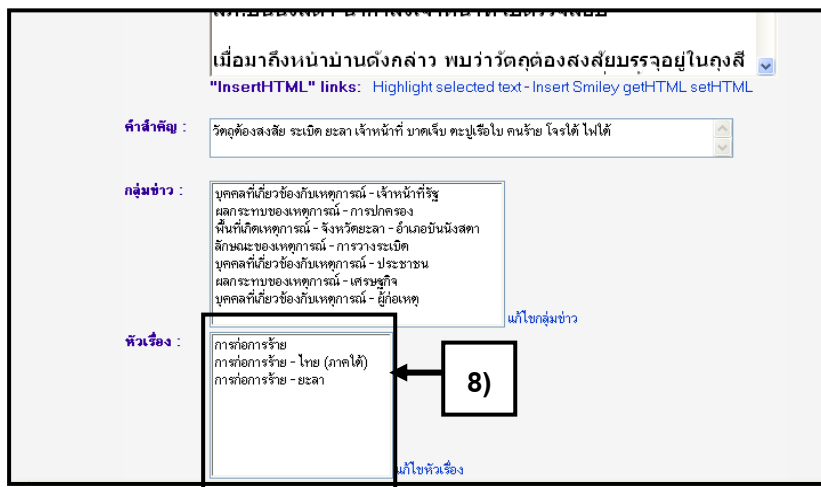 เมื่อมาถึงหน้าบ้านดังกล่าว พบว่าวัตถุต้องสงสัยบรรจุอยู่ในถุงสี
"InsertHTML" links: Highlight selected text - Insert Smiley getHTML setHTML
คำสำคัญ :
วัตถุต้องสงสัย ระเบิด ยะลา เจ้าหน้าที่ บาดเจ็บ ตะปูเรือใบ คนร้าย โจรใต้ ไฟใต้
กลุ่มข่าว :
บุคคลที่เกี่ยวข้องกับเหตุการณ์ - เจ้าหน้าที่รัฐ
ผลกระทบของเหตุการณ์ - การปกครอง
พื้นที่เกิดเหตุการณ์ - จังหวัดยะลา - อำเภอบันนังสตา
ลักษณะของเหตุการณ์ - การวางระเบิด
บุคคลที่เกี่ยวข้องกับเหตุการณ์ - ประชาชน
ผลกระทบของเหตุการณ์ - เศรษฐกิจ
บุคคลที่เกี่ยวข้องกับเหตุการณ์ - ผู้ก่อเหตุ
แก้ไขกลุ่มข่าว
หัวเรื่อง :
การก่อการร้าย
การก่อการร้าย - ไทย (ภาคใต้)
การก่อการร้าย - ยะลา
8)
แก้ไขหัวเรื่อง